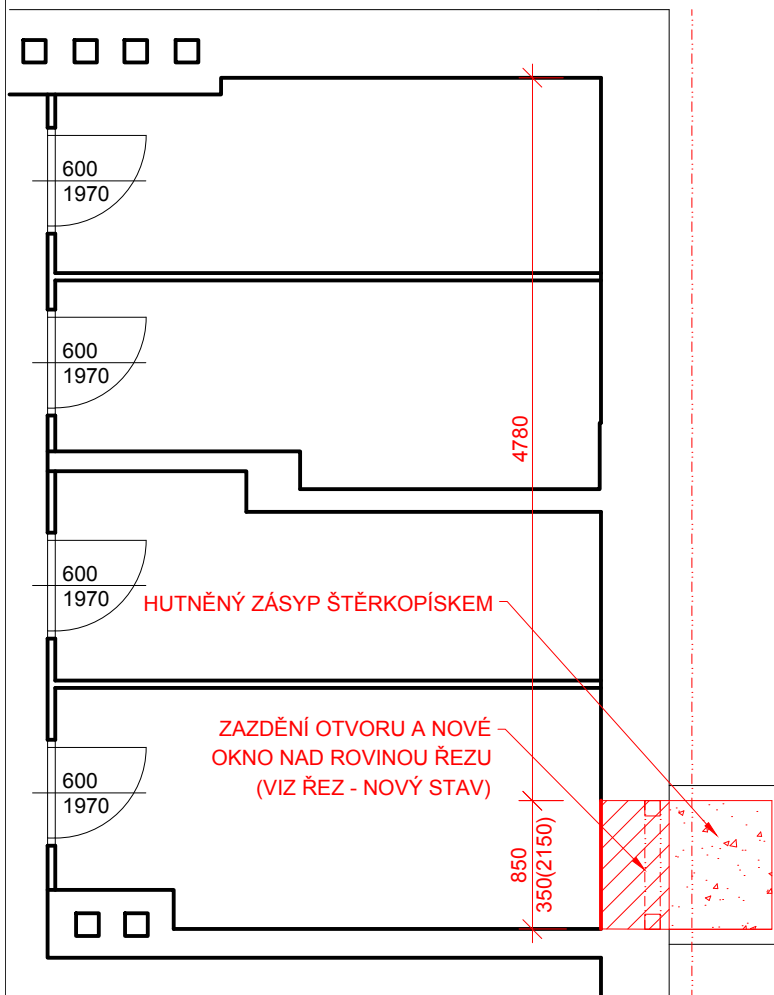 600
1970
600
1970
4780
600
1970
HUTNĚNÝ ZÁSYP ŠTĚRKOPÍSKEM
ZAZDĚNÍ OTVORU A NOVÉ
OKNO NAD ROVINOU ŘEZU
(VIZ ŘEZ - NOVÝ STAV)
600
1970
850
350(2150)